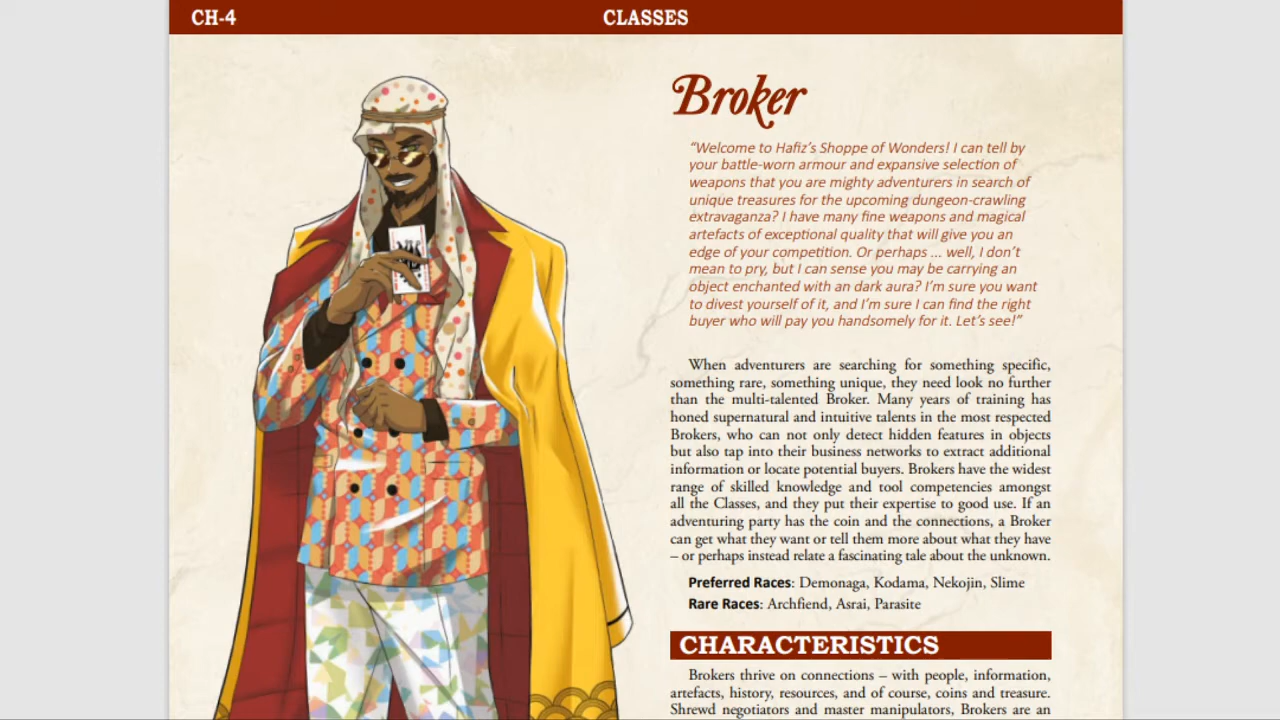 CH-4
CLASSES
Broker
“Welcome to Hafiz’s Shoppe of Wonders! I can tell by
your battle-worn armour and expansive selection of
weapons that you are mighty adventurers in search of
unique treasures for the upcoming dungeon-crawling
extravaganza? I have many fine weapons and magical
artefacts of exceptional quality that will give you an
edge of your competition. Or perhaps ... well, I don’t
mean to pry, but I can sense you may be carrying an
object enchanted with an dark aura? I’m sure you want
to divest yourself of it, and I’m sure I can find the right
buyer who will pay you handsomely for it. Let’s see!”
When adventurers are searching for something specific,
something rare, something unique, they need look no further
than the multi-talented Broker. Many years of training has
honed supernatural and intuitive talents in the most respected
Brokers, who can not only detect hidden features in objects
but also tap into their business networks to extract additional
information or locate potential buyers. Brokers have the widest
range of skilled knowledge and tool competencies amongst
all the Classes, and they put their expertise to good use. If an
adventuring party has the coin and the connections, a Broker
can get what they want or tell them more about what they have
– or perhaps instead relate a fascinating tale about the unknown.
Preferred Races: Demonaga, Kodama, Nekojin, Slime
Rare Races: Archfiend, Asrai, Parasite
CHARACTERISTICS
Brokers thrive on connections – with people, information,
artefacts, history, resources, and of course, coins and treasure.
Shrewd negotiators and master manipulators, Brokers are an